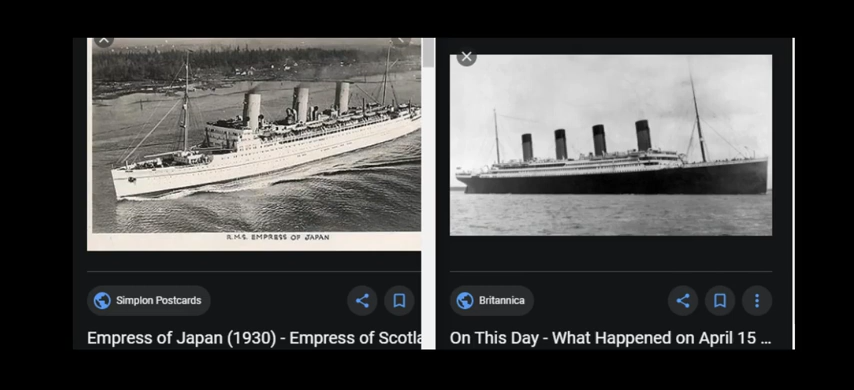 R.M.S. EMPRESS OF JAPAN
Simplon Postcards
Empress of Japan (1930) - Empress of Scotla
Britannica
On This Day - What Happened on April 15 ...